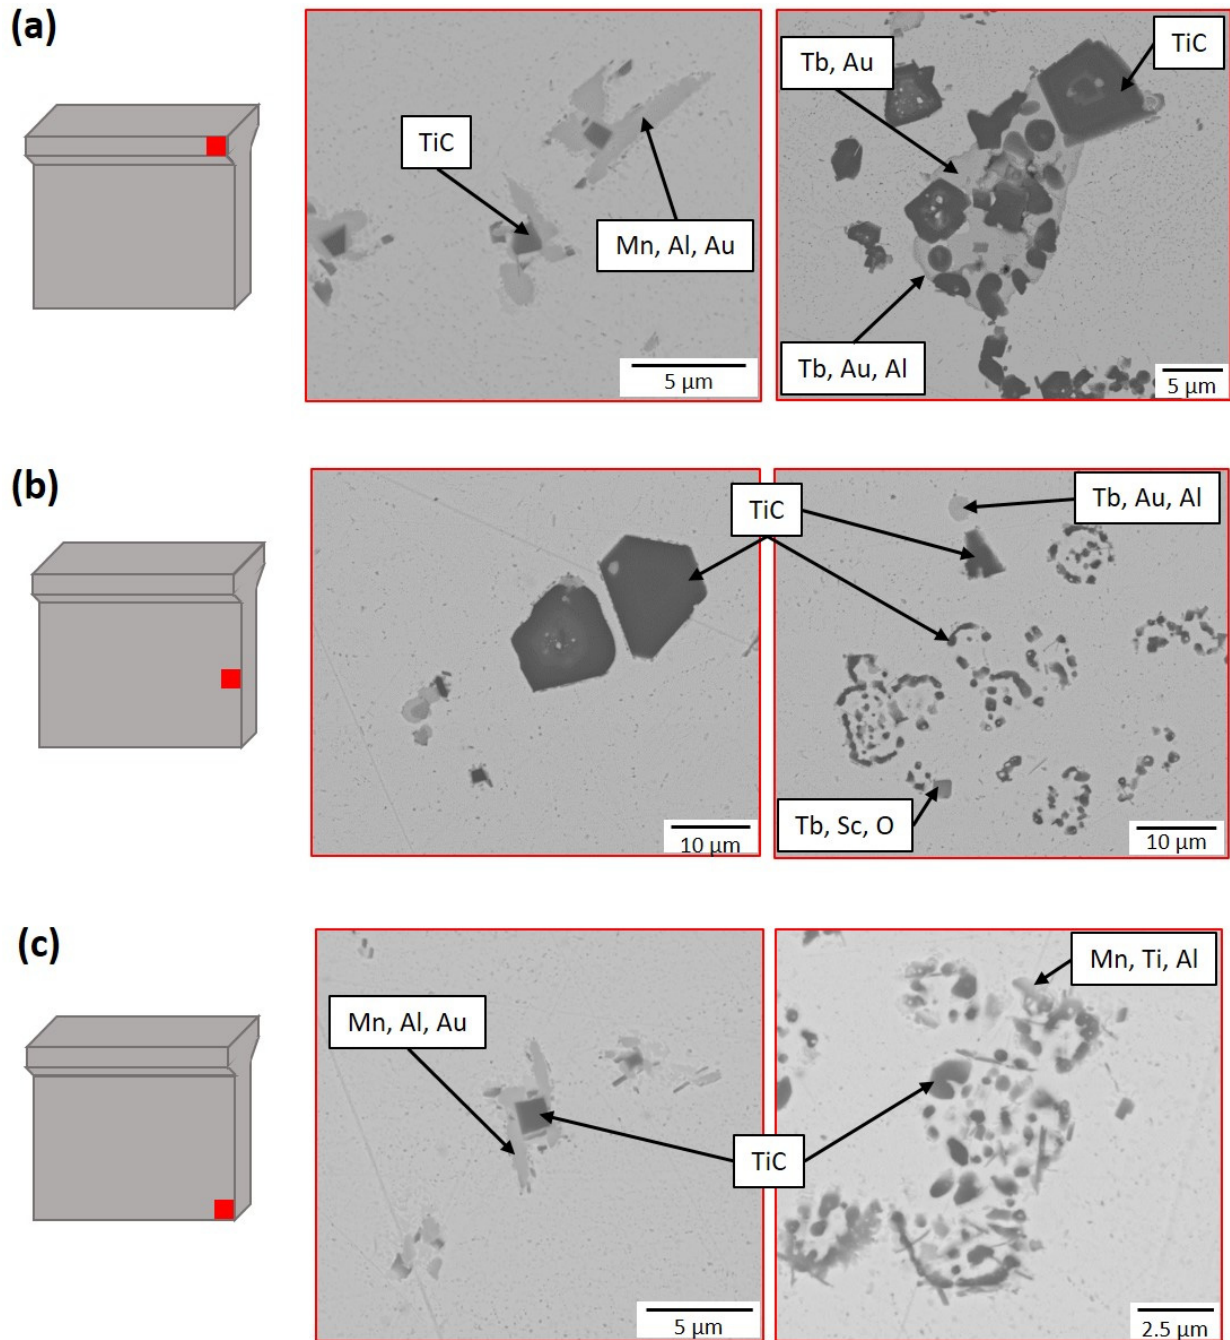 (a)
TiC
Mn, Al, Au
5 µm
Tb, Au
TiC
Tb, Au, Al
5 µm
(b)
TiC
10 µm
Tb, Au, Al
Tb, Sc, O
10 µm
(c)
Mn, Al, Au
TiC
5 µm
Mn, Ti, Al
2.5 µm